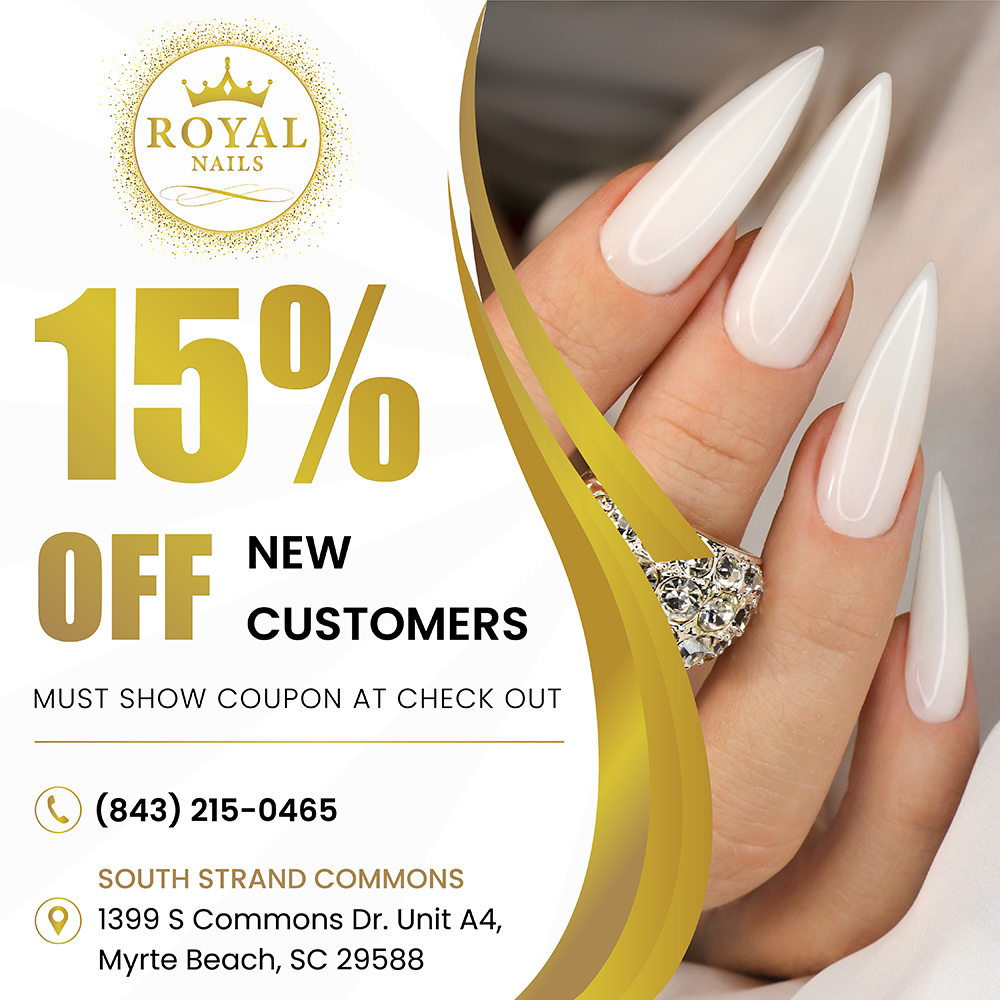 ROYAL
NAILS
15%
OFF
NEW
CUSTOMERS
MUST SHOW COUPON AT CHECK OUT
(843) 215-0465
SOUTH STRAND COMMONS
1399 S Commons Dr. Unit A4,
Myrte Beach, SC 29588